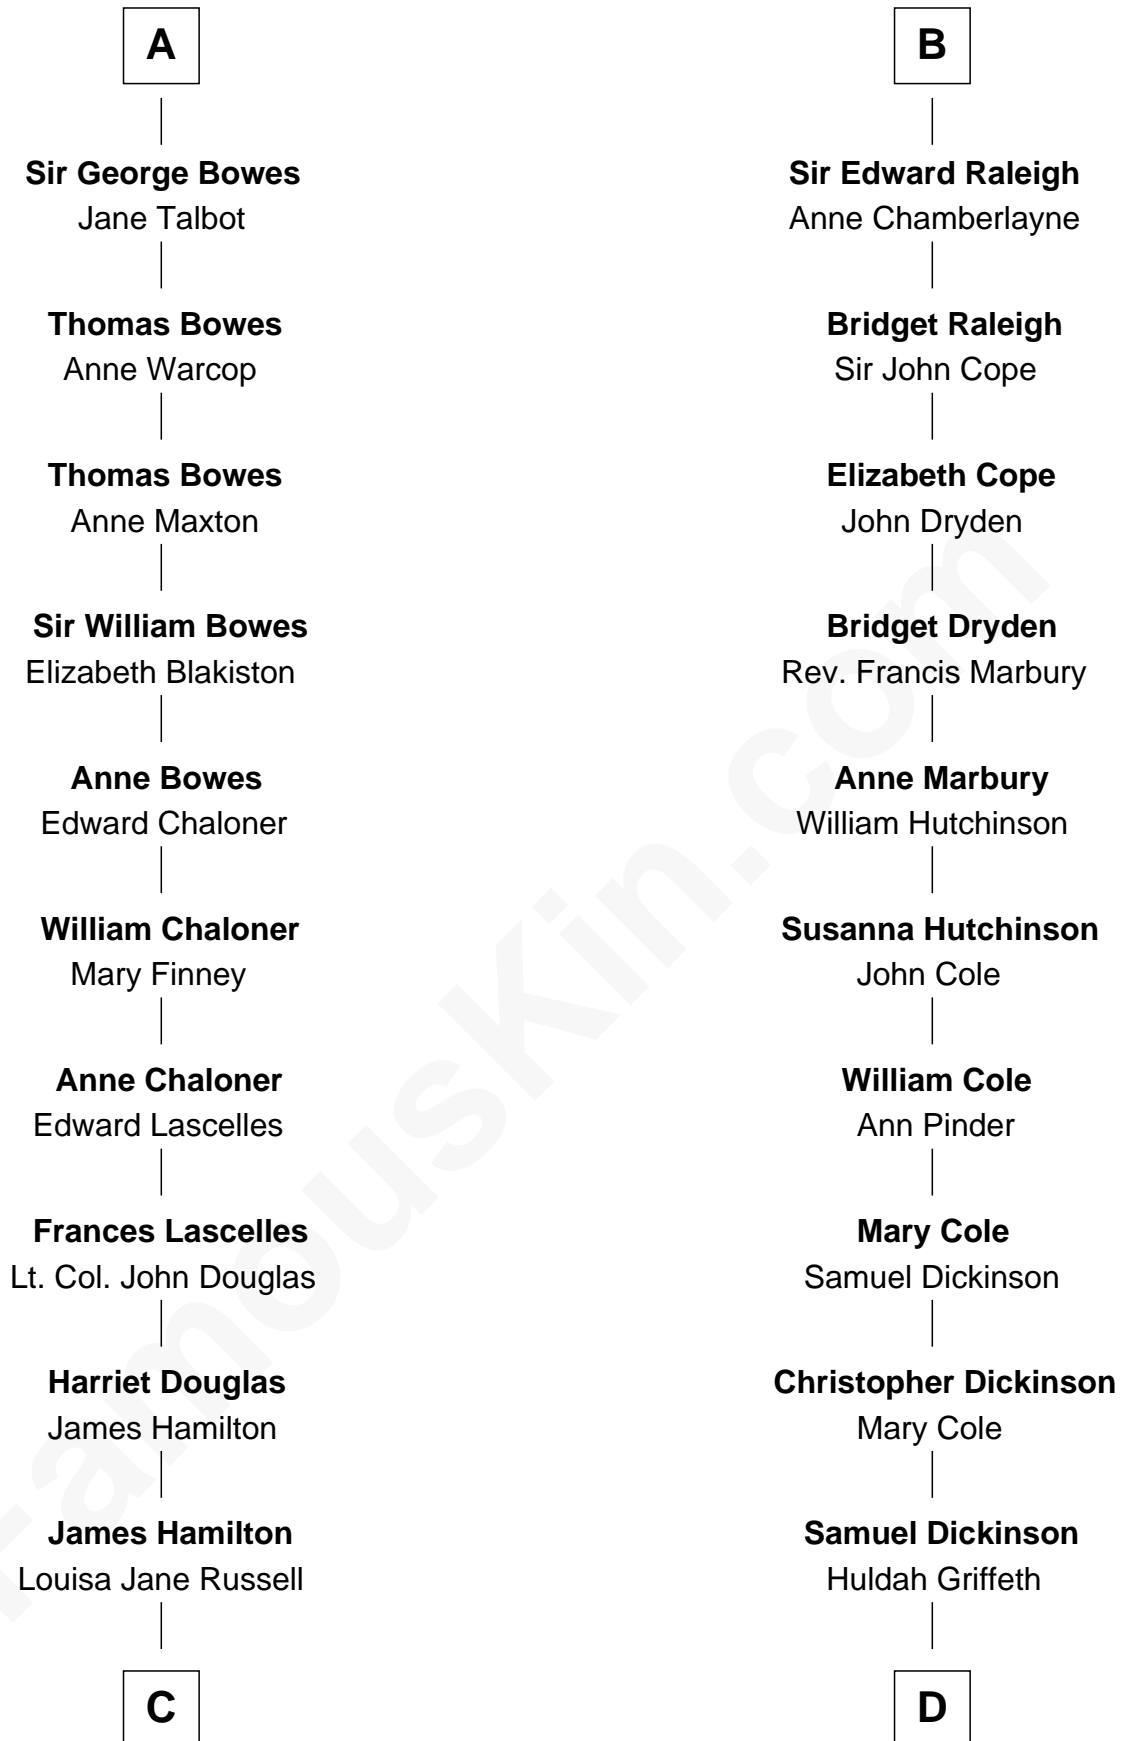 A
Sir George Bowes
Jane Talbot
Thomas Bowes
Anne Warcop
Thomas Bowes
Anne Maxton
Sir William Bowes
Elizabeth Blakiston
Anne Bowes
Edward Chaloner
William Chaloner
Mary Finney
Anne Chaloner
Edward Lascelles
Frances Lascelles
Lt. Col. John Douglas
Harriet Douglas
James Hamilton
James Hamilton
Louisa Jane Russell
C
B
Sir Edward Raleigh
Anne Chamberlayne
Bridget Raleigh
Sir John Cope
Elizabeth Cope
John Dryden
Bridget Dryden
Rev. Francis Marbury
Anne Marbury
William Hutchinson
Susanna Hutchinson
John Cole
William Cole
Ann Pinder
Mary Cole
Samuel Dickinson
Christopher Dickinson
Mary Cole
Samuel Dickinson
Huldah Griffeth
D
FamousKin.com